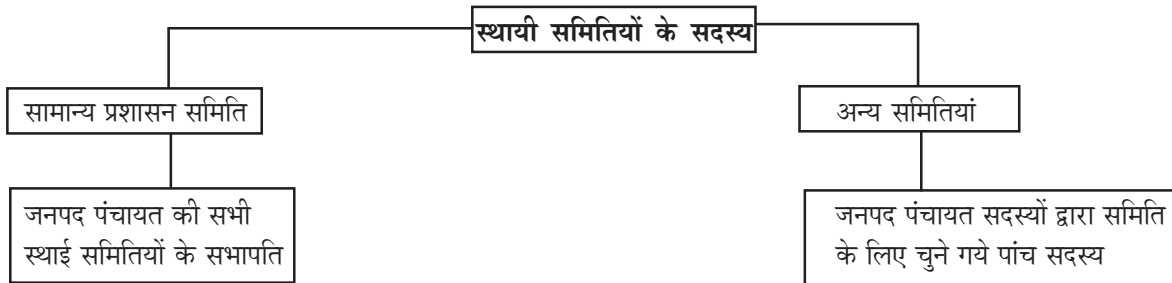 स्थायी समितियों के सदस्य
सामान्य प्रशासन समिति
अन्य समितियां
जनपद पंचायत की सभी
स्थाई समितियों के सभापति
जनपद पंचायत सदस्यों द्वारा समिति
के लिए चुने गये पांच सदस्य